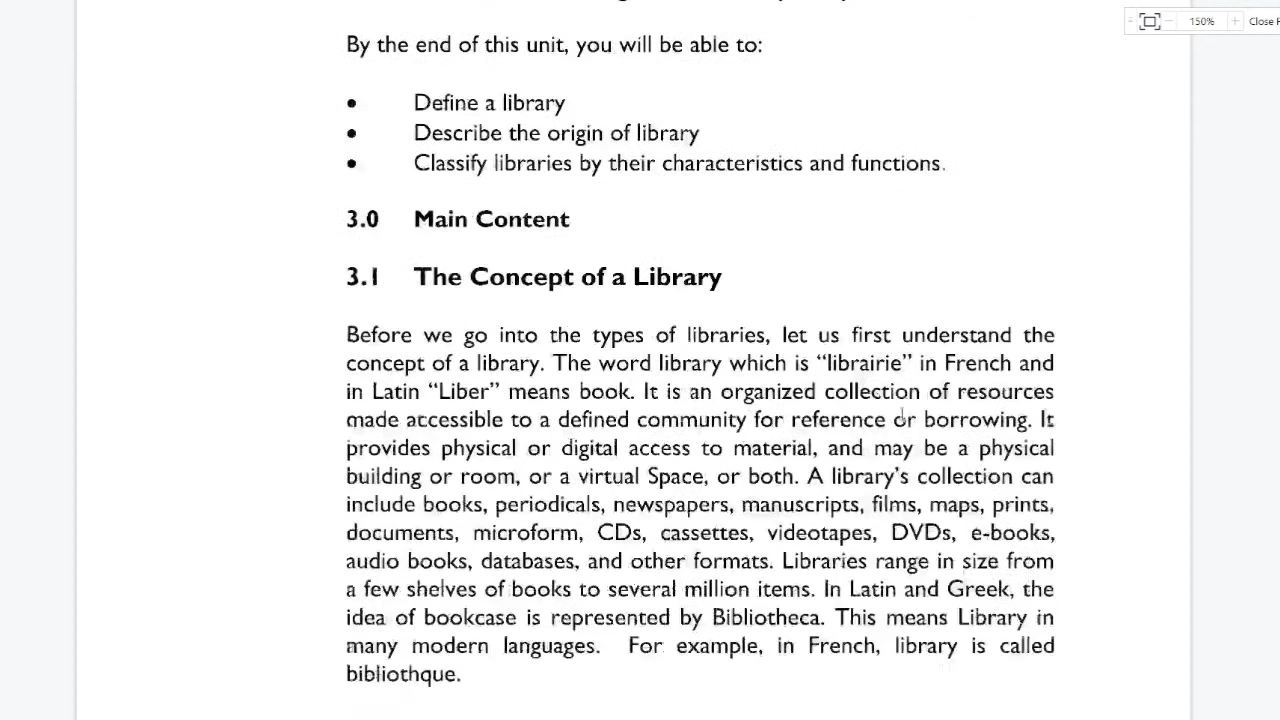 150%
Close
By the end of this unit, you will be able to:
• Define a library
• Describe the origin of library
• Classify libraries by their characteristics and functions.
3.0 Main Content
3.1 The Concept of a Library
Before we go into the types of libraries, let us first understand the
concept of a library. The word library which is “librairie” in French and
in Latin “Liber” means book. It is an organized collection of resources
made accessible to a defined community for reference or borrowing. It
provides physical or digital access to material, and may be a physical
building or room, or a virtual Space, or both. A library’s collection can
include books, periodicals, newspapers, manuscripts, films, maps, prints,
documents, microform, CDs, cassettes, videotapes, DVDs, e-books,
audio books, databases, and other formats. Libraries range in size from
a few shelves of books to several million items. In Latin and Greek, the
idea of bookcase is represented by Bibliotheca. This means Library in
many modern languages. For example, in French, library is called
bibliothque.